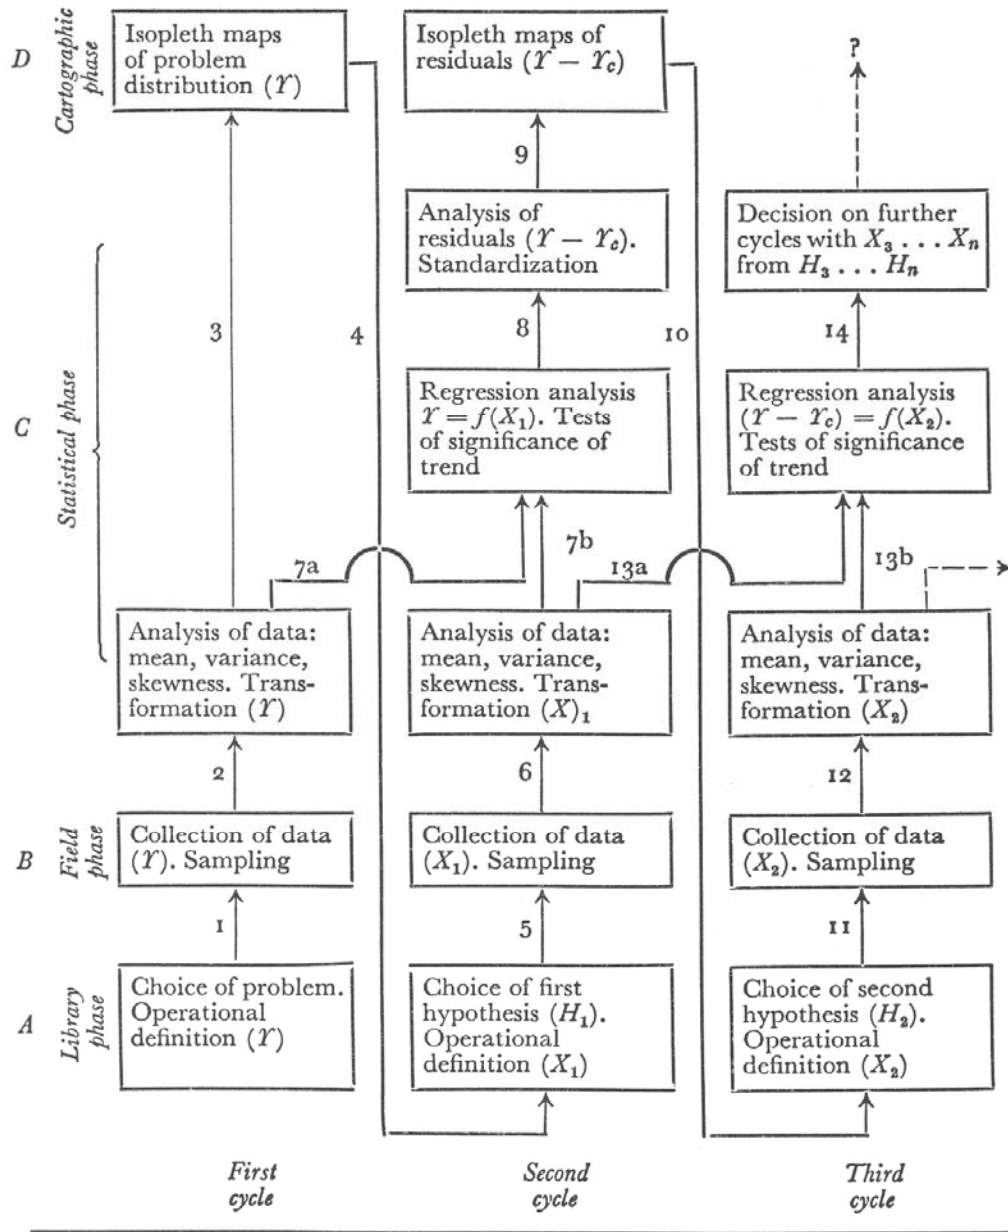 D
Cartographic
phase
Isopleth maps
of problem
distribution (Y)
Isopleth maps of
residuals (Y − Yc)
?
9
Analysis of
residuals (Y − Yc).
Standardization
Decision on further
cycles with X3 . . . Xn
from H3 . . . Hn
3
4
8
10
14
C
Statistical phase
Regression analysis
Y = f(X1). Tests
of significance of
trend
Regression analysis
(Y − Yc) = f(X2).
Tests of significance
of trend
7a
7b
13a
13b
Analysis of data:
mean, variance,
skewness. Trans-
formation (Y)
Analysis of data:
mean, variance,
skewness. Trans-
formation (X)1
Analysis of data:
mean, variance,
skewness. Trans-
formation (X2)
2
6
12
B
Field
phase
Collection of data
(Y). Sampling
Collection of data
(X1). Sampling
Collection of data
(X2). Sampling
1
5
11
A
Library
phase
Choice of problem.
Operational
definition (Y)
Choice of first
hypothesis (H1).
Operational
definition (X1)
Choice of second
hypothesis (H2).
Operational
definition (X2)
First
cycle
Second
cycle
Third
cycle